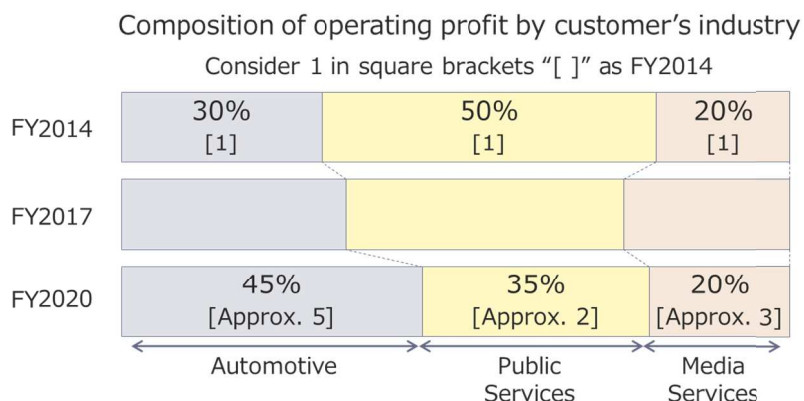 Composition of operating profit by customer's industry
Consider 1 in square brackets "[ ]" as FY2014
FY2014
30%
[1]
50%
[1]
20%
[1]
FY2017
FY2020
45%
[Approx. 5]
35%
[Approx. 2]
20%
[Approx. 3]
Automotive
Public
Services
Media
Services